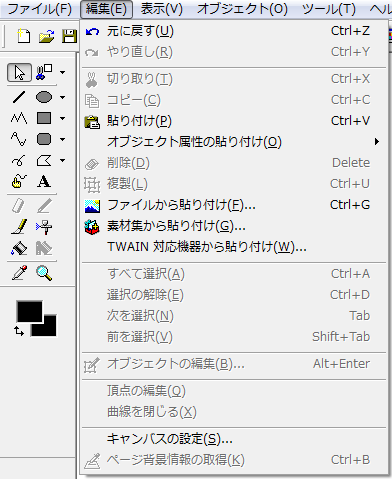 ファイル(F) 編集(E) 表示(V) オブジェクト(O) ツール(T)
元に戻す(U) Ctrl+Z
やり直し(R) Ctrl+Y
切り取り(T) Ctrl+X
コピー(C) Ctrl+C
貼り付け(P) Ctrl+V
オブジェクト属性の貼り付け(O)
削除(D) Delete
複製(L) Ctrl+U
ファイルから貼り付け(F)... Ctrl+G
素材集から貼り付け(G)...
TWAIN 対応機器から貼り付け(W)...
すべて選択(A) Ctrl+A
選択の解除(E) Ctrl+D
次を選択(N) Tab
前を選択(V) Shift+Tab
オブジェクトの編集(B)... Alt+Enter
頂点の編集(Q)
曲線を閉じる(X)
キャンバスの設定(S)...
ページ背景情報の取得(K) Ctrl+B